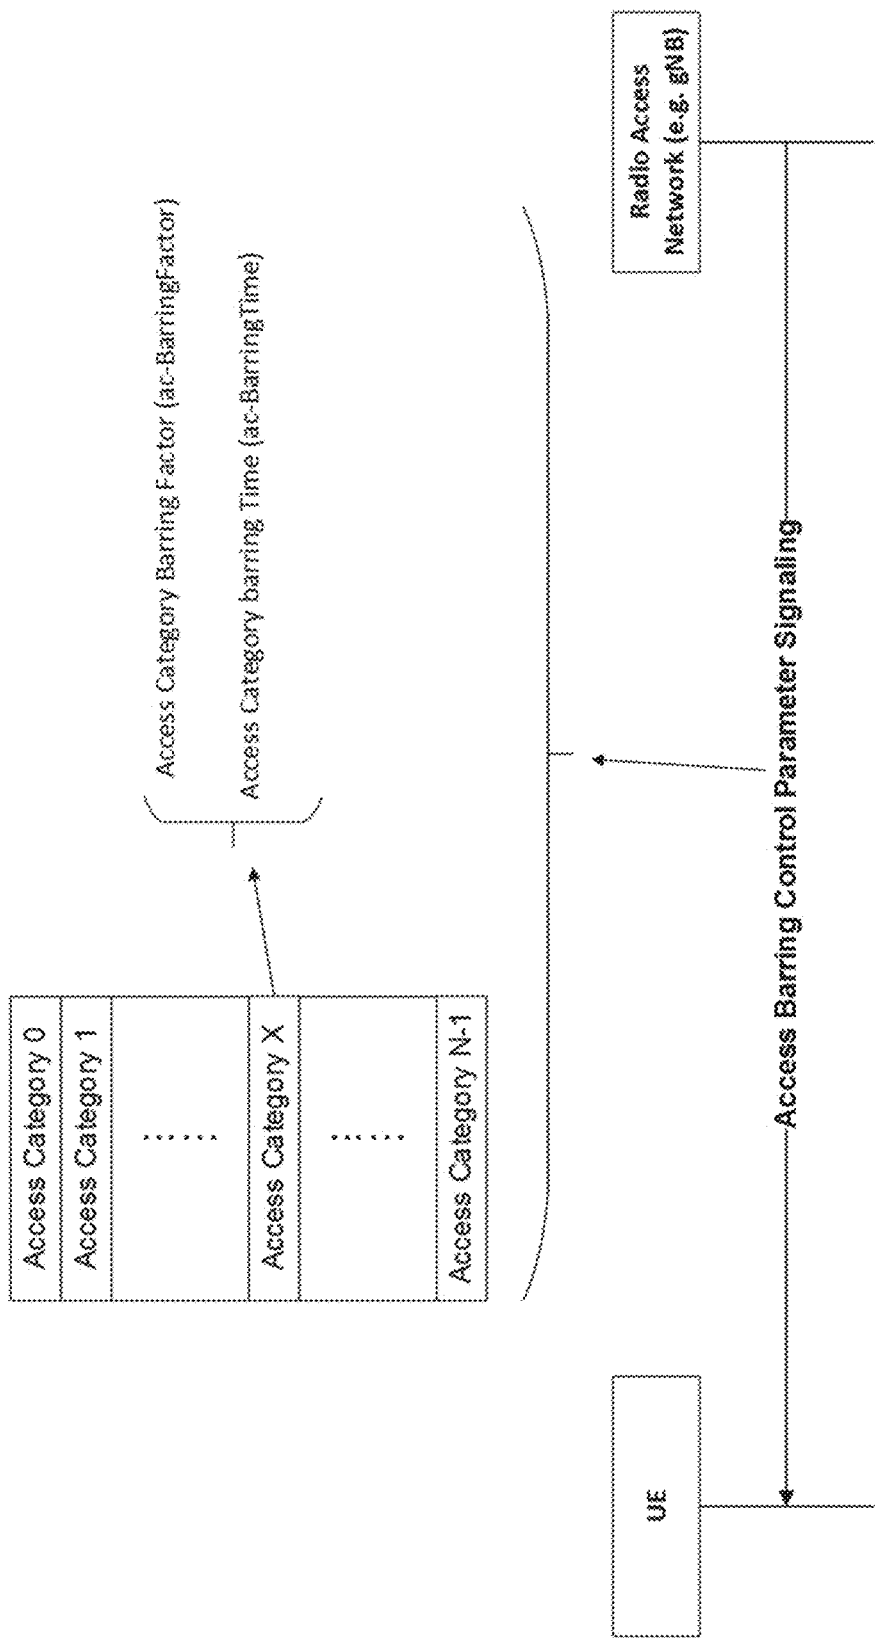 Access Category 0
Access Category 1
......
Access Category X
......
Access Category N-1
Access Category Barring Factor (ac-BarringFactor)
Access Category barring Time (ac-BarringTime)
UE
Radio Access
Network (e.g. gNB)
Access Barring Control Parameter Signaling